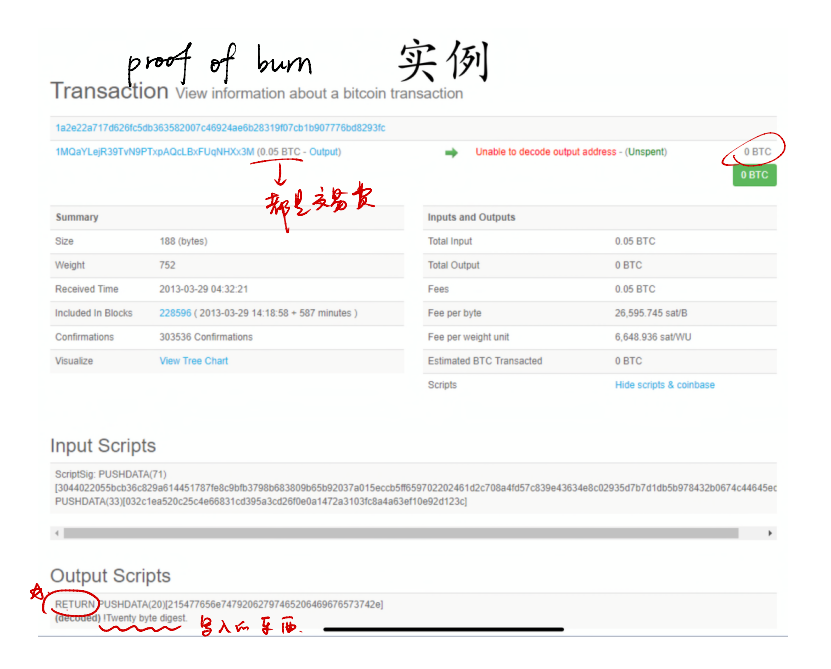 proof of burn 实例
Transaction View information about a bitcoin transaction
1a2e22a717d626fc5db363582007c46924ae6b28319f07cb1b907776bd8293fc
1MQaYLejR39TvN9PTxpAQcLBxFUqNHXx3M (0.05 BTC - Output) Unable to decode output address - (Unspent) 0 BTC
0 BTC
都是交易费
Summary Inputs and Outputs
Size 188 (bytes) Total Input 0.05 BTC
Weight 752 Total Output 0 BTC
Received Time 2013-03-29 04:32:21 Fees 0.05 BTC
Included In Blocks 228596 ( 2013-03-29 14:18:58 + 587 minutes ) Fee per byte 26,595.745 sat/B
Confirmations 303536 Confirmations Fee per weight unit 6,648.936 sat/WU
Visualize View Tree Chart Estimated BTC Transacted 0 BTC
Scripts Hide scripts & coinbase
Input Scripts
ScriptSig: PUSHDATA(71)
[3044022055bcb36c829a614451787fe8c9bfb3798b683809b65b92037a015eccb5ff659702202461d2c708a4fd57c839e43634e8c02935d7b7d1db5b978432b0674c44645ec
PUSHDATA(33)[032c1ea520c25c4e66831cd395a3cd26f0e0a1472a3103fc8a4a63ef10e92d123c]
Output Scripts
RETURN PUSHDATA(20)[215477656e74792062797465206469676573742e]
(decoded) !Twenty byte digest. 写入的东西.